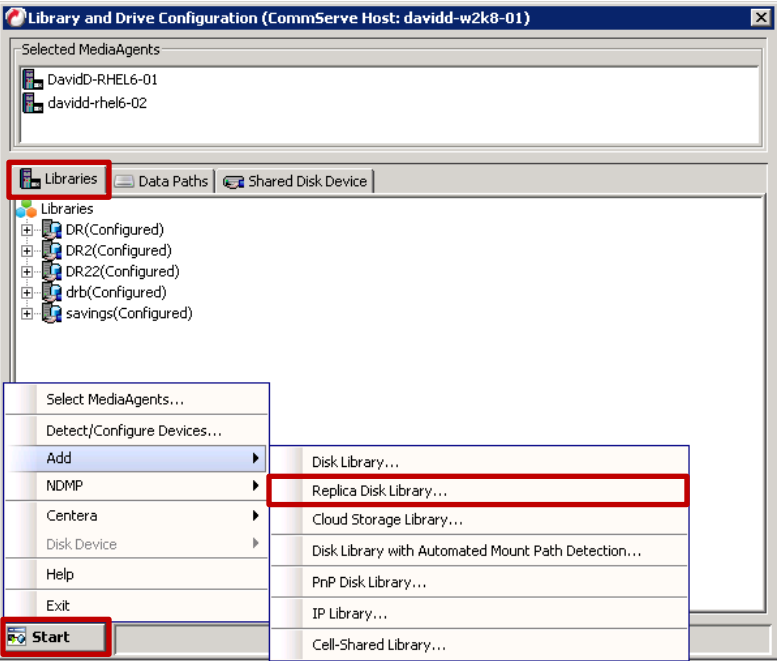 Library and Drive Configuration (CommServe Host: davidd-w2k8-01)
Selected MediaAgents
DavidD-RHEL6-01
davidd-rhel6-02
Libraries
Data Paths
Shared Disk Device
Libraries
DR(Configured)
DR2(Configured)
DR22(Configured)
drb(Configured)
savings(Configured)
Select MediaAgents...
Detect/Configure Devices...
Add
NDMP
Centera
Disk Device
Help
Exit
Disk Library...
Replica Disk Library...
Cloud Storage Library...
Disk Library with Automated Mount Path Detection...
PnP Disk Library...
IP Library...
Cell-Shared Library...
Start